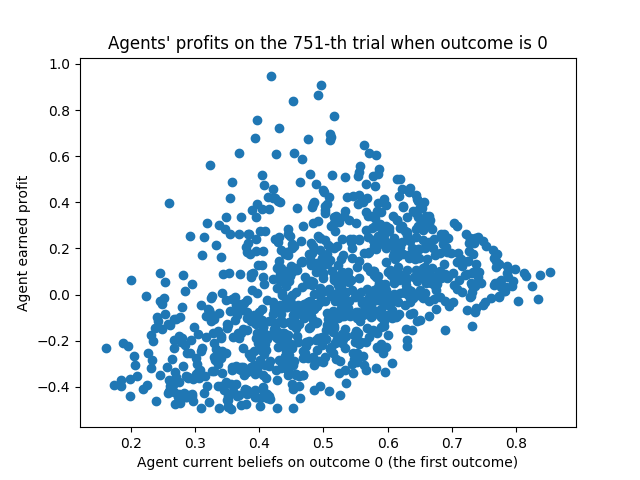 Agents' profits on the 751-th trial when outcome is 0
1.0
0.8
0.6
0.4
0.2
0.0
−0.2
−0.4
Agent earned profit
0.2 0.3 0.4 0.5 0.6 0.7 0.8
Agent current beliefs on outcome 0 (the first outcome)